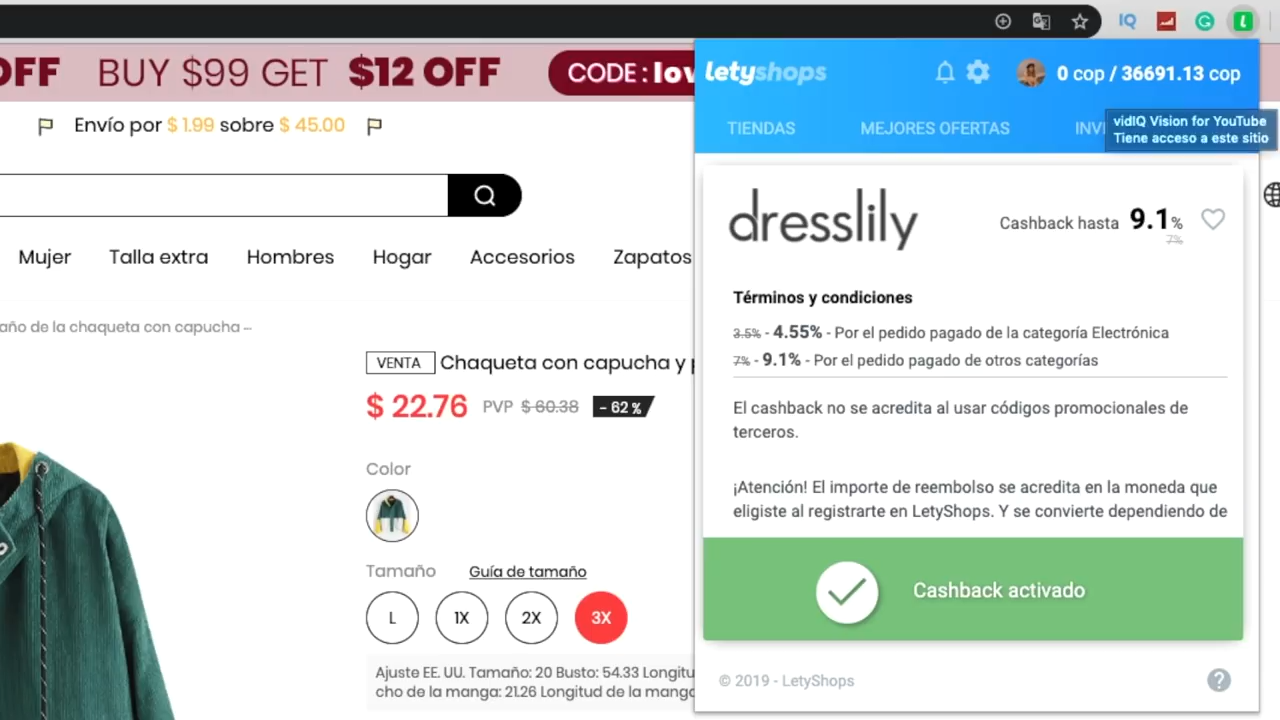 OFF BUY $99 GET $12 OFF CODE: lov
Envío por $ 1.99 sobre $ 45.00
Mujer Talla extra Hombres Hogar Accesorios Zapatos
año de la chaqueta con capucha ...
VENTA Chaqueta con capucha y
$ 22.76 PVP $ 60.38 - 62 %
Color
Tamaño Guía de tamaño
L 1X 2X 3X
Ajuste EE. UU. Tamaño: 20 Busto: 54.33 Longitu
cho de la manga: 21.26 Longitud de la manga
IQ
letyshops 0 cop / 36691.13 cop
TIENDAS MEJORES OFERTAS INVI
vidIQ Vision for YouTube
Tiene acceso a este sitio
dresslily Cashback hasta 9.1%
7%
Términos y condiciones
3.5% - 4.55% - Por el pedido pagado de la categoría Electrónica
7% - 9.1% - Por el pedido pagado de otros categorías
El cashback no se acredita al usar códigos promocionales de
terceros.
¡Atención! El importe de reembolso se acredita en la moneda que
eligiste al registrarte en LetyShops. Y se convierte dependiendo de
Cashback activado
© 2019 - LetyShops